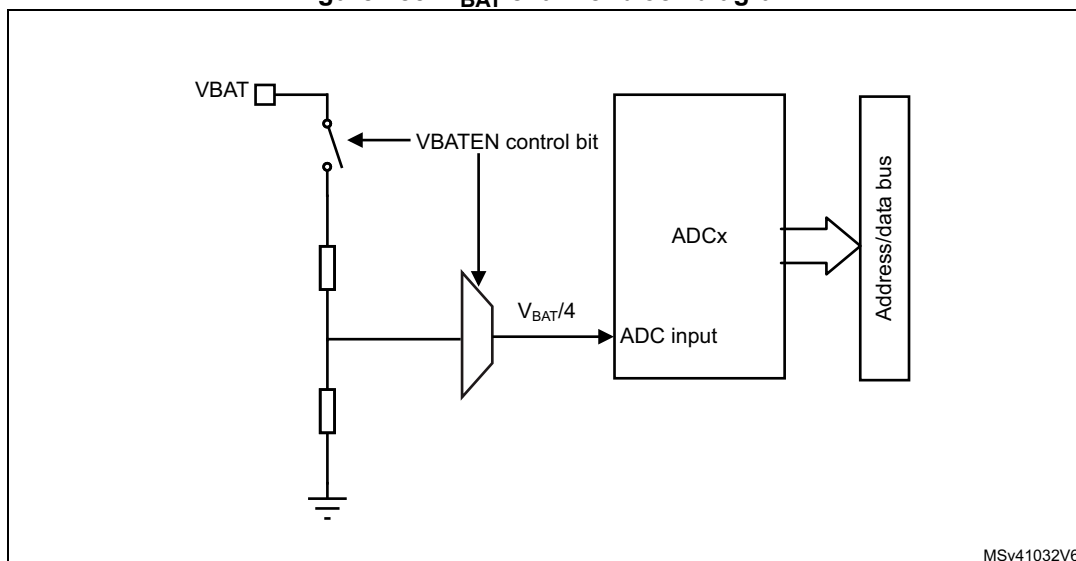 VBAT
VBATEN control bit
ADCx
Address/data bus
VBAT/4
ADC input
MSv41032V6